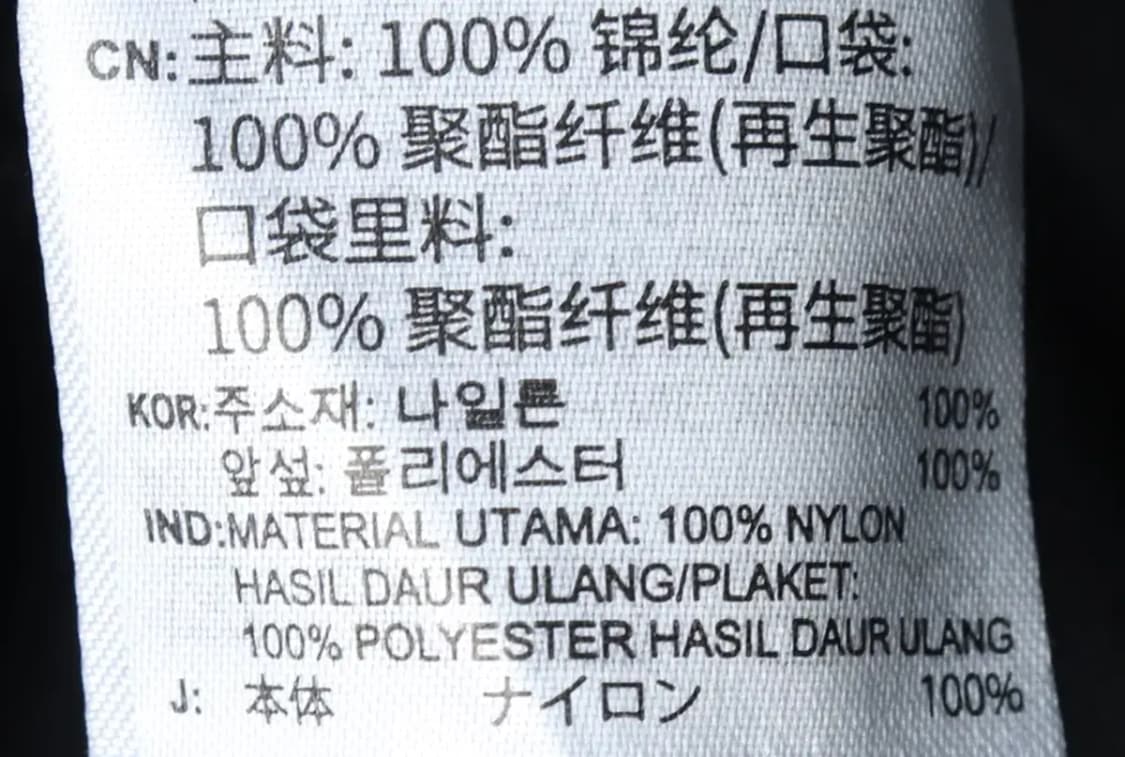 CN: 主料: 100% 锦纶/口袋:
100% 聚酯纤维(再生聚酯)/
口袋里料:
100% 聚酯纤维(再生聚酯)
KOR:주소재: 나일론 100%
앞섶: 폴리에스터 100%
IND:MATERIAL UTAMA: 100% NYLON
HASIL DAUR ULANG/PLAKET:
100% POLYESTER HASIL DAUR ULANG
J: 本体 ナイロン 100%